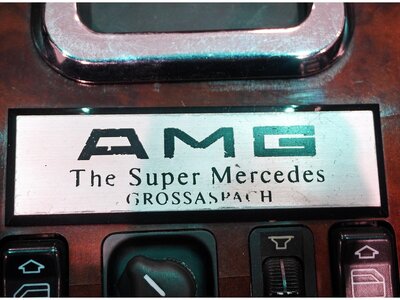 AMG
The Super Mercedes
GROSSASPACH